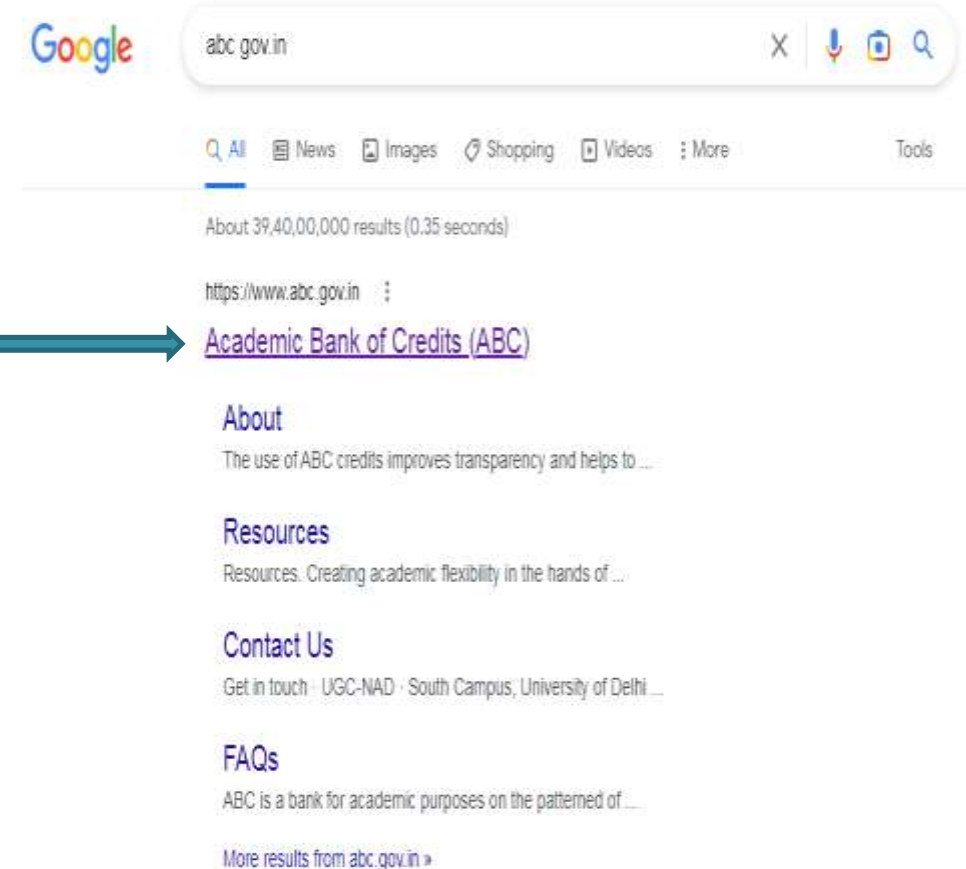 Google
abc gov.in
All News Images Shopping Videos More Tools
About 39,40,00,000 results (0.35 seconds)
https://www.abc.gov.in
Academic Bank of Credits (ABC)
About
The use of ABC credits improves transparency and helps to ...
Resources
Resources. Creating academic flexibility in the hands of ...
Contact Us
Get in touch · UGC-NAD · South Campus, University of Delhi ...
FAQs
ABC is a bank for academic purposes on the patterned of ...
More results from abc.gov.in »